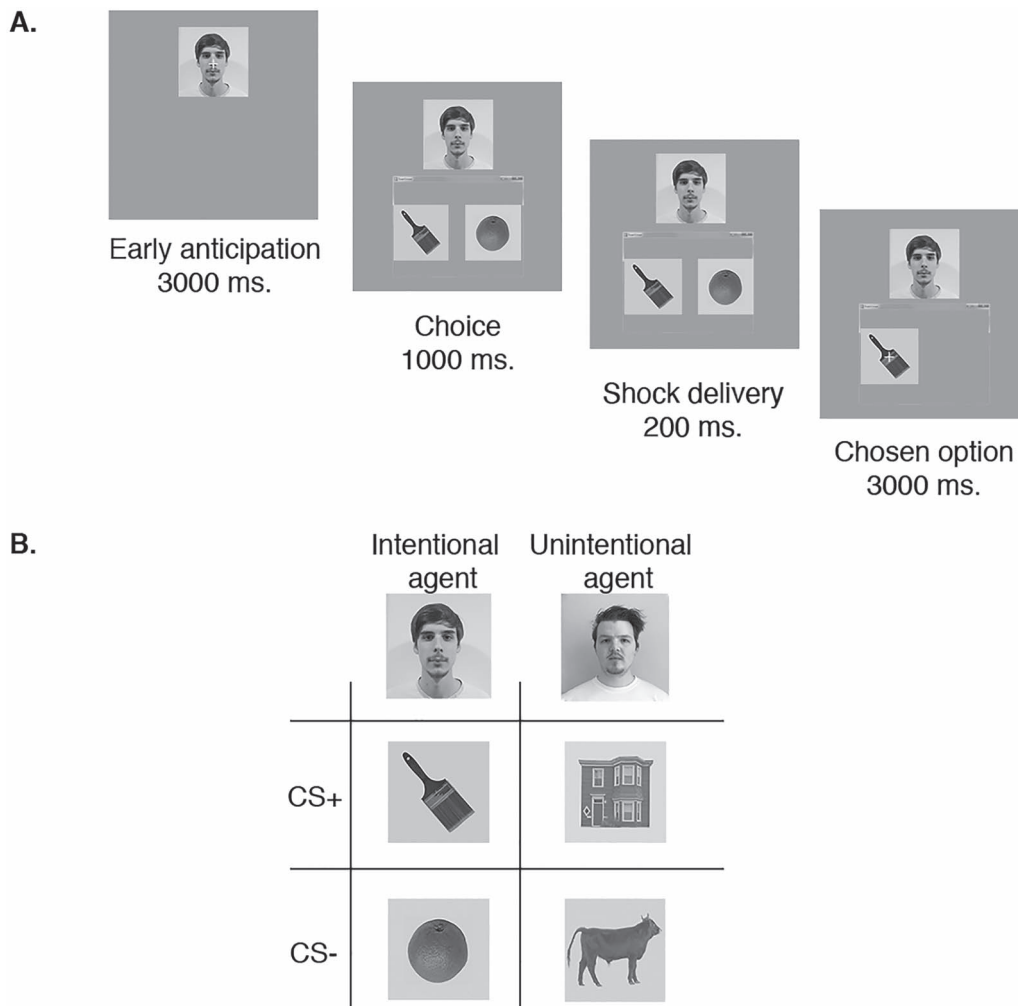 A.
Early anticipation
3000 ms.
Choice
1000 ms.
Shock delivery
200 ms.
Chosen option
3000 ms.
B.
Intentional
agent
Unintentional
agent
CS+
CS-